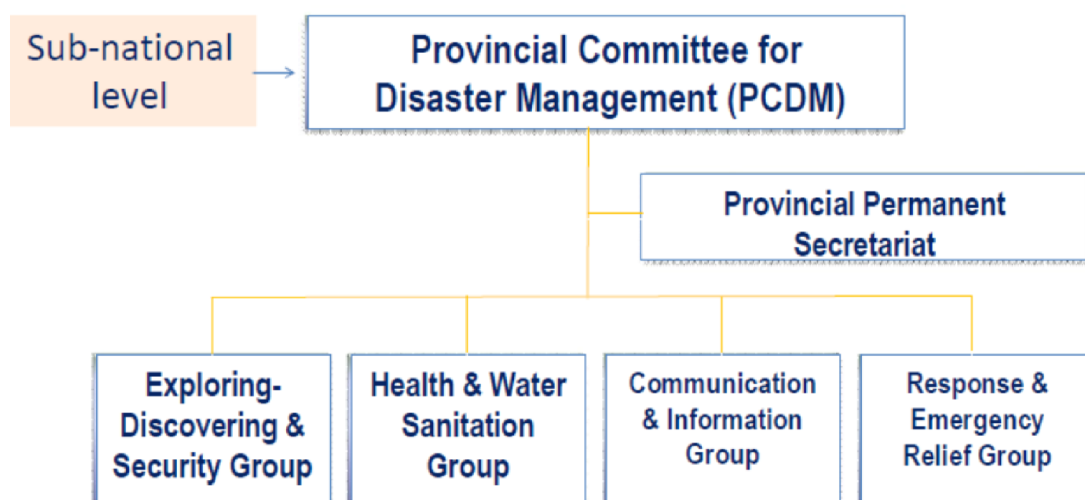 Sub-national
level
Provincial Committee for
Disaster Management (PCDM)
Provincial Permanent
Secretariat
Exploring-
Discovering &
Security Group
Health & Water
Sanitation
Group
Communication
& Information
Group
Response &
Emergency
Relief Group